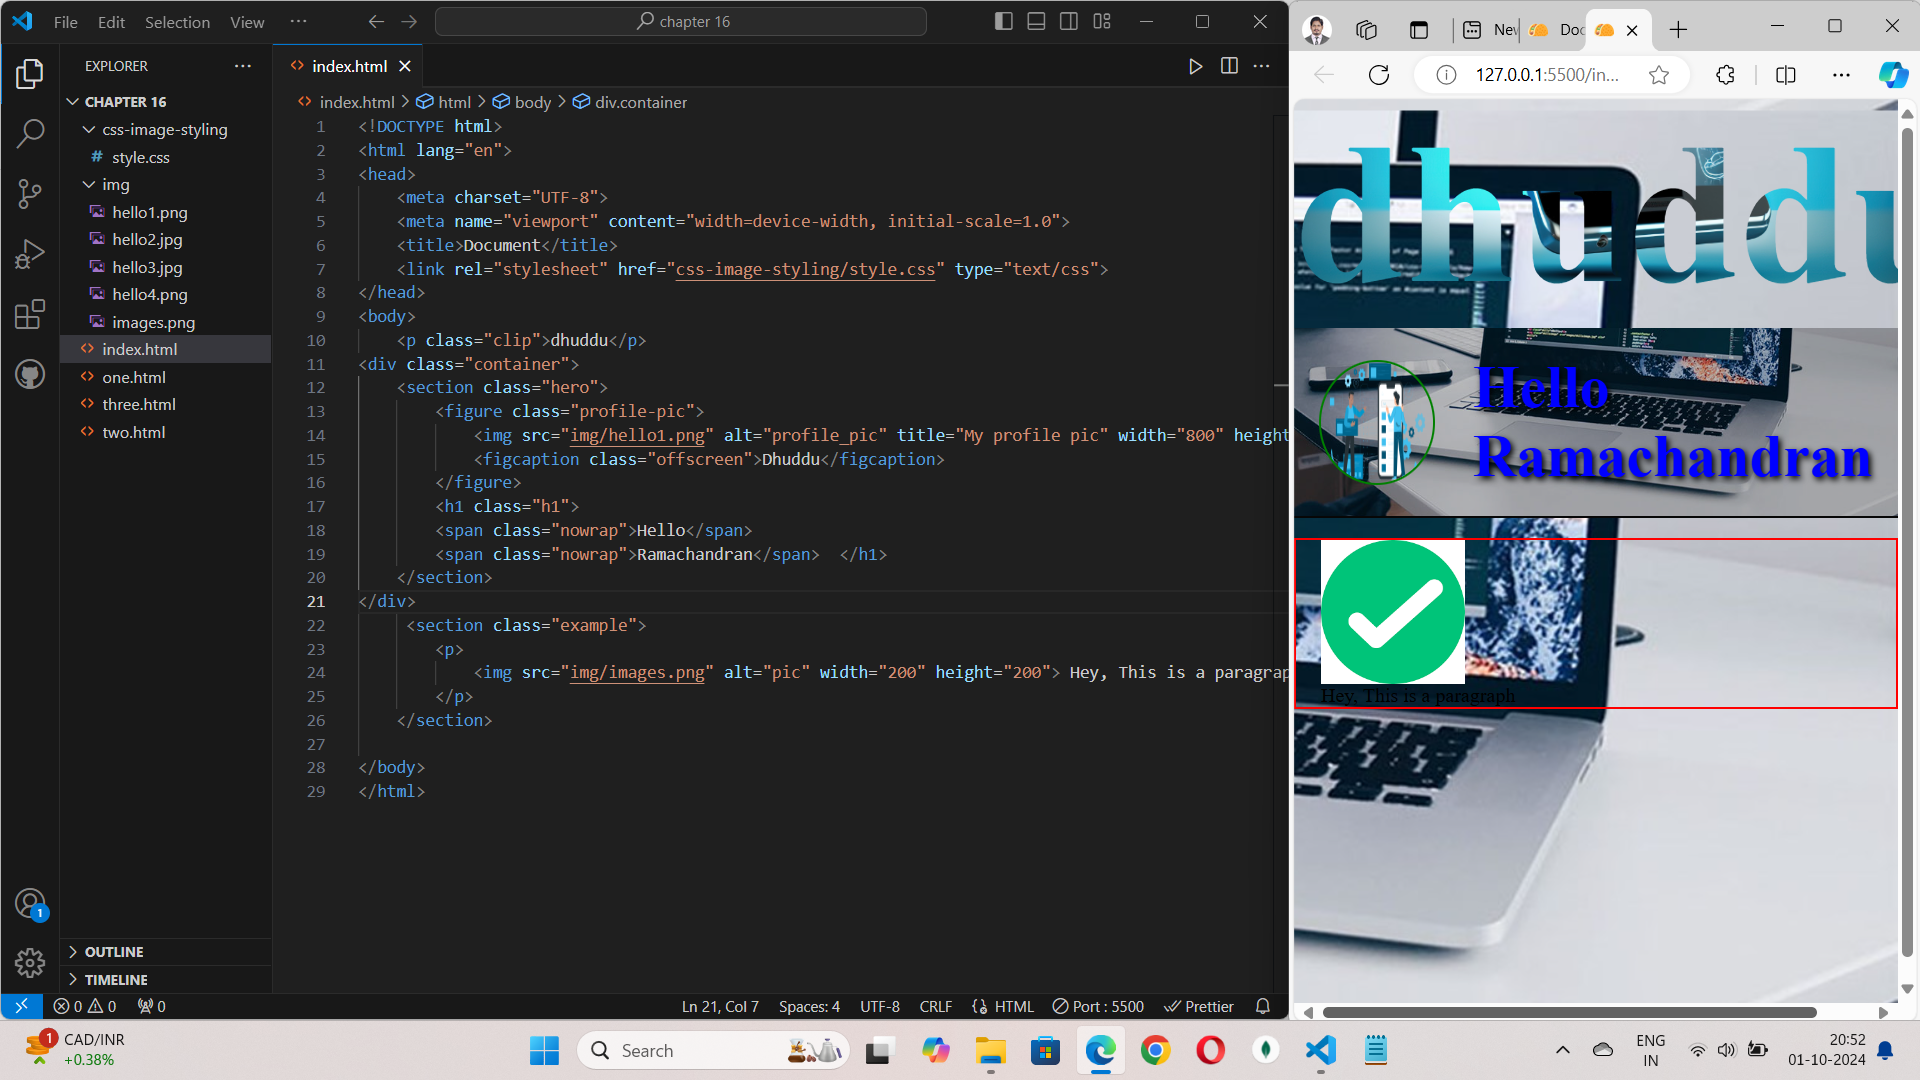 File Edit Selection View ··· chapter 16
EXPLORER ···
CHAPTER 16
css-image-styling
# style.css
img
hello1.png
hello2.jpg
hello3.jpg
hello4.png
images.png
index.html
one.html
three.html
two.html
OUTLINE
TIMELINE
index.html
index.html > html > body > div.container
1 <!DOCTYPE html>
2 <html lang="en">
3 <head>
4 <meta charset="UTF-8">
5 <meta name="viewport" content="width=device-width, initial-scale=1.0">
6 <title>Document</title>
7 <link rel="stylesheet" href="css-image-styling/style.css" type="text/css">
8 </head>
9 <body>
10 <p class="clip">dhuddu</p>
11 <div class="container">
12 <section class="hero">
13 <figure class="profile-pic">
14 <img src="img/hello1.png" alt="profile_pic" title="My profile pic" width="800" height
15 <figcaption class="offscreen">Dhuddu</figcaption>
16 </figure>
17 <h1 class="h1">
18 <span class="nowrap">Hello</span>
19 <span class="nowrap">Ramachandran</span> </h1>
20 </section>
21 </div>
22 <section class="example">
23 <p>
24 <img src="img/images.png" alt="pic" width="200" height="200"> Hey, This is a paragrap
25 </p>
26 </section>
27
28 </body>
29 </html>
1
0 0 0 Ln 21, Col 7 Spaces: 4 UTF-8 CRLF HTML Port : 5500 Prettier
Nev Doc
127.0.0.1:5500/in...
dhuddu
Hello
Ramachandran
Hey, This is a paragraph
1
CAD/INR
+0.38%
Search
ENG
IN
20:52
01-10-2024